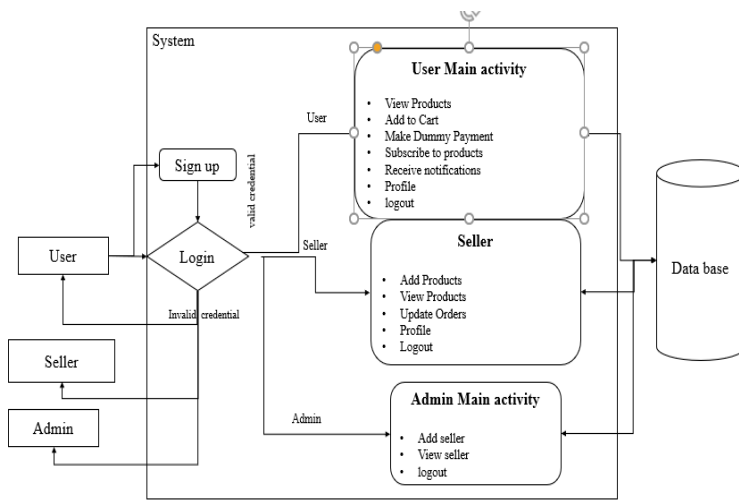 System
User Main activity
• View Products
• Add to Cart
• Make Dummy Payment
• Subscribe to products
• Receive notifications
• Profile
• logout
User
Sign up
valid credential
Login
User
Seller
Seller
• Add Products
• View Products
• Update Orders
• Profile
• Logout
Data base
Invalid credential
Seller
Admin
Admin
Admin Main activity
• Add seller
• View seller
• logout